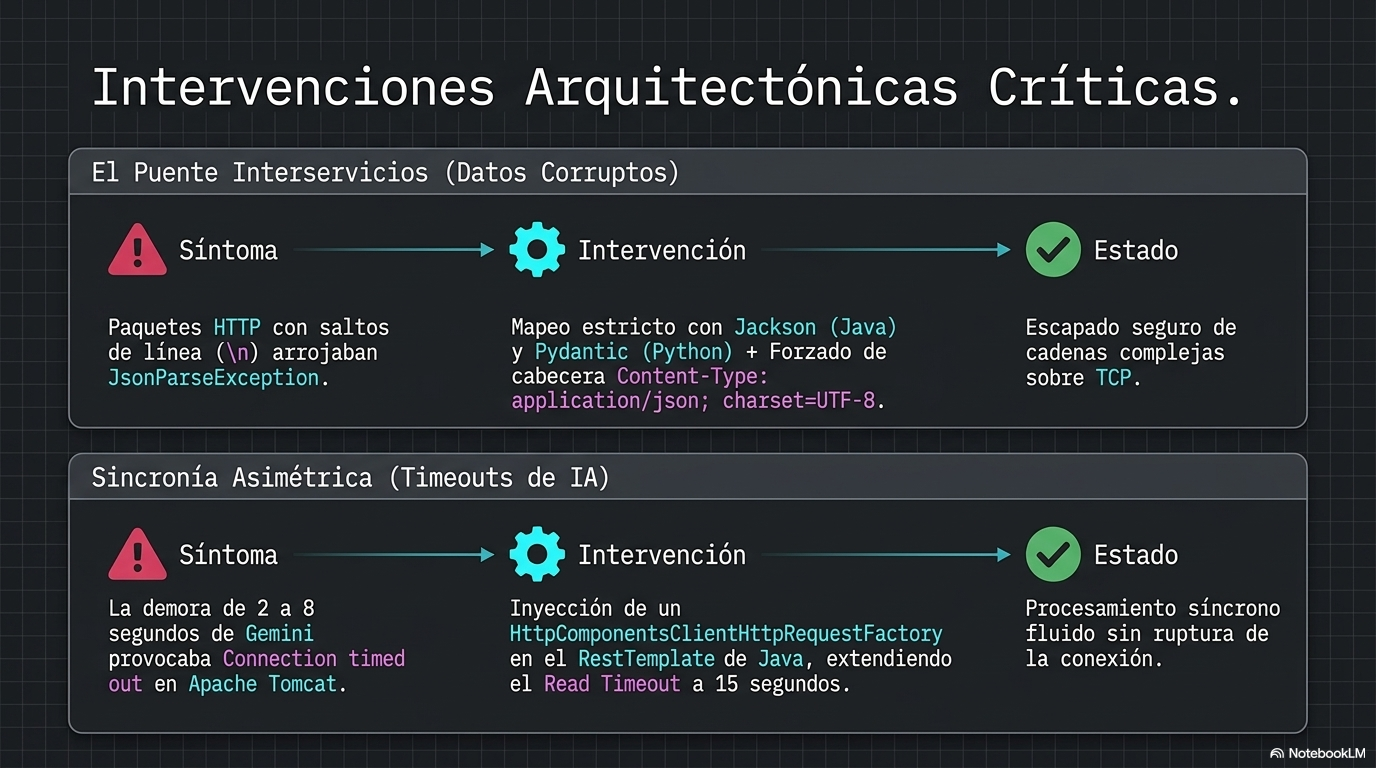 Intervenciones Arquitectónicas Críticas.
El Puente Interservicios (Datos Corruptos)
Síntoma
Intervención
Estado
Paquetes HTTP con saltos
de línea (\n) arrojaban
JsonParseException.
Mapeo estricto con Jackson (Java)
y Pydantic (Python) + Forzado de
cabecera Content-Type:
application/json; charset=UTF-8.
Escapado seguro de
cadenas complejas
sobre TCP.
Sincronía Asimétrica (Timeouts de IA)
Síntoma
Intervención
Estado
La demora de 2 a 8
segundos de Gemini
provocaba Connection timed
out en Apache Tomcat.
Inyección de un
HttpComponentsClientHttpRequestFactory
en el RestTemplate de Java, extendiendo
el Read Timeout a 15 segundos.
Procesamiento síncrono
fluido sin ruptura de
la conexión.
NotebookLM